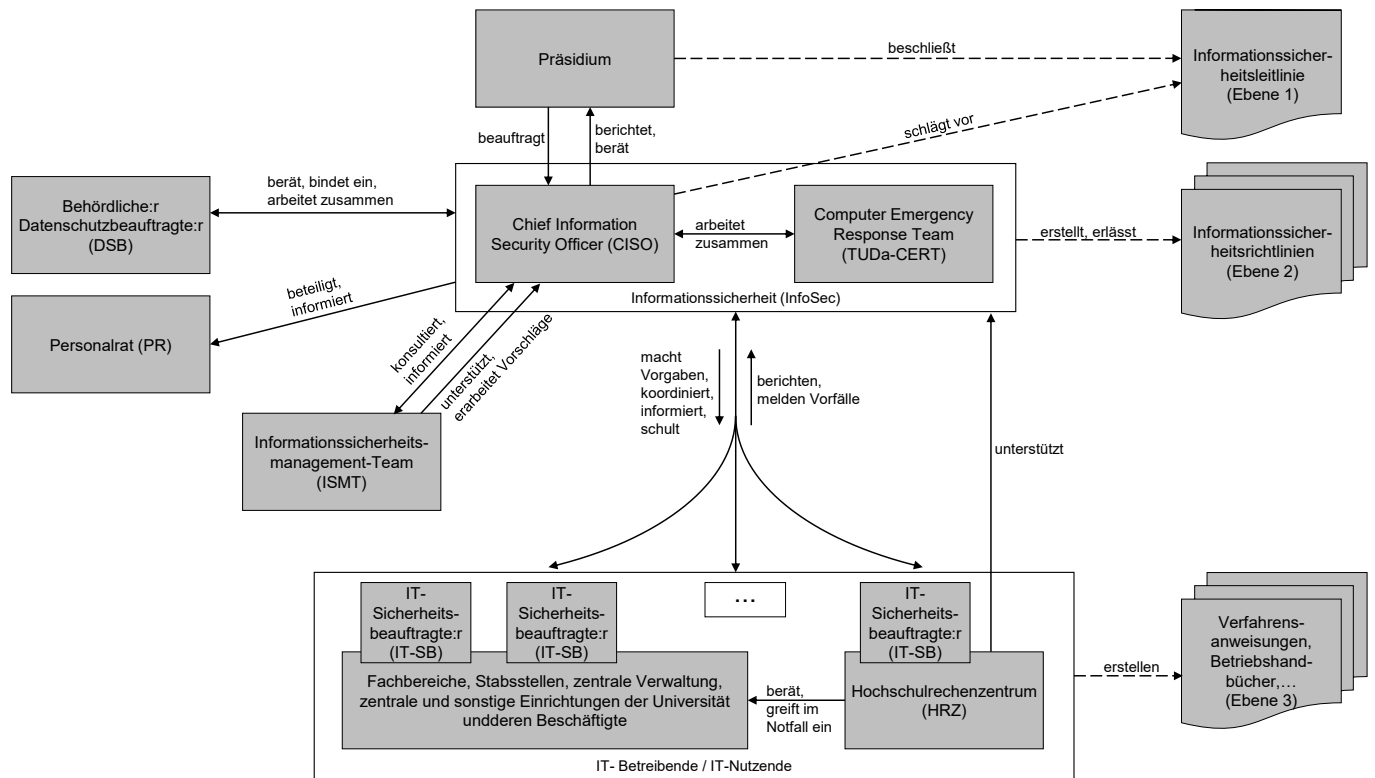 Präsidium
beschließt
Informationssicher-
heitsleitlinie
(Ebene 1)
beauftragt
berichtet,
berät
schlägt vor
Behördliche:r
Datenschutzbeauftragte:r
(DSB)
berät, bindet ein,
arbeitet zusammen
Chief Information
Security Officer (CISO)
arbeitet
zusammen
Computer Emergency
Response Team
(TUDa-CERT)
Informationssicherheit (InfoSec)
erstellt, erlässt
Informationssicher-
heitsrichtlinien
(Ebene 2)
beteiligt,
informiert
Personalrat (PR)
konsultiert,
informiert
unterstützt,
erarbeitet Vorschläge
Informationssicherheits-
management-Team
(ISMT)
macht
Vorgaben,
koordiniert,
informiert,
schult
berichten,
melden Vorfälle
unterstützt
IT-
Sicherheits-
beauftragte:r
(IT-SB)
IT-
Sicherheits-
beauftragte:r
(IT-SB)
...
IT-
Sicherheits-
beauftragte:r
(IT-SB)
Fachbereiche, Stabsstellen, zentrale Verwaltung,
zentrale und sonstige Einrichtungen der Universität
undderen Beschäftigte
berät,
greift im
Notfall ein
Hochschulrechenzentrum
(HRZ)
IT- Betreibende / IT-Nutzende
erstellen
Verfahrens-
anweisungen,
Betriebshand-
bücher,...
(Ebene 3)